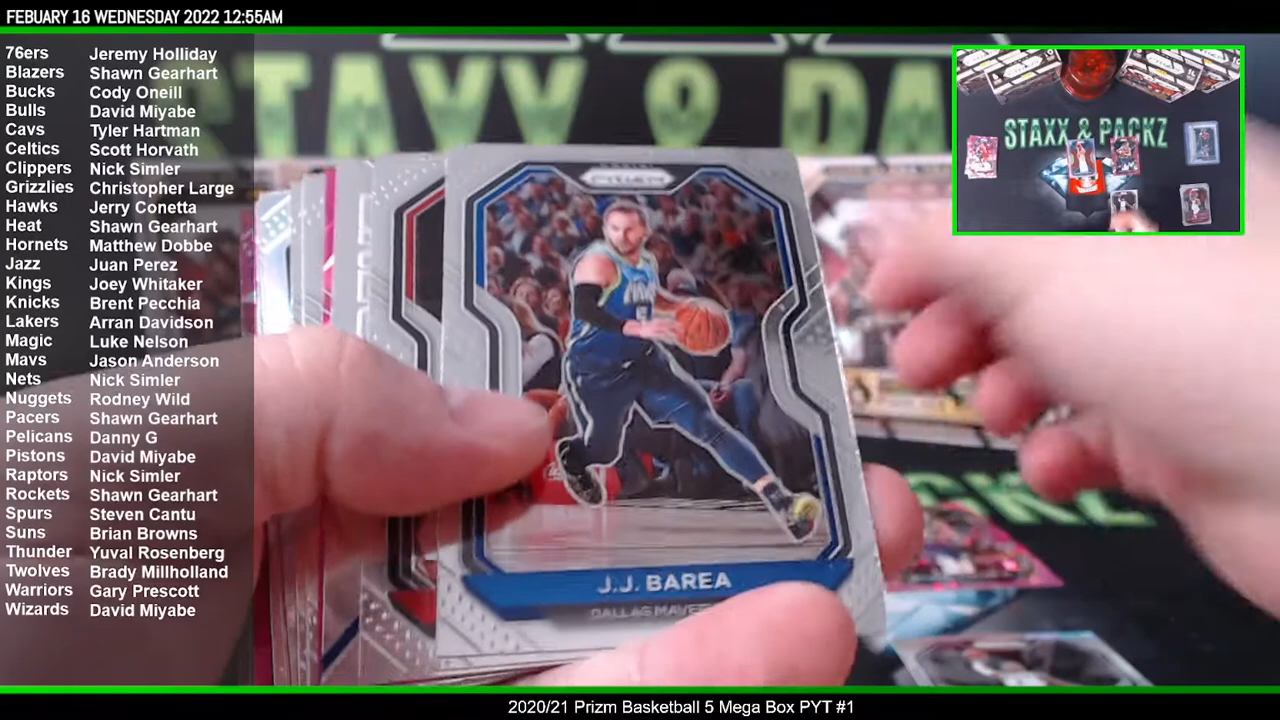 FEBUARY 16 WEDNESDAY 2022 12:55AM
76ers Jeremy Holliday
Blazers Shawn Gearhart
Bucks Cody Oneill
Bulls David Miyabe
Cavs Tyler Hartman
Celtics Scott Horvath
Clippers Nick Simler
Grizzlies Christopher Large
Hawks Jerry Conetta
Heat Shawn Gearhart
Hornets Matthew Dobbe
Jazz Juan Perez
Kings Joey Whitaker
Knicks Brent Pecchia
Lakers Arran Davidson
Magic Luke Nelson
Mavs Jason Anderson
Nets Nick Simler
Nuggets Rodney Wild
Pacers Shawn Gearhart
Pelicans Danny G
Pistons David Miyabe
Raptors Nick Simler
Rockets Shawn Gearhart
Spurs Steven Cantu
Suns Brian Browns
Thunder Yuval Rosenberg
Twolves Brady Millholland
Warriors Gary Prescott
Wizards David Miyabe
STAXX & PACKZ
PRIZM
J.J. BAREA
DALLAS
2020/21 Prizm Basketball 5 Mega Box PYT #1